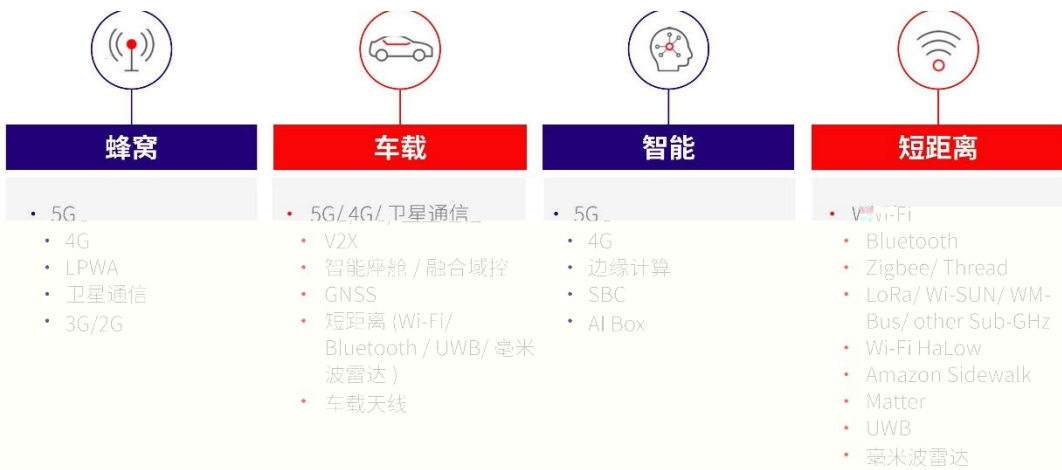 蜂窝
• 5G
• 4G
• LPWA
• 卫星通信
• 3G/2G
车载
• 5G/ 4G/ 卫星通信
• V2X
• 智能座舱 / 融合域控
• GNSS
• 短距离 (Wi-Fi/
Bluetooth / UWB/ 毫米
波雷达 )
• 车载天线
智能
• 5G
• 4G
• 边缘计算
• SBC
• AI Box
短距离
• Wi-Fi
• Bluetooth
• Zigbee/ Thread
• LoRa/ Wi-SUN/ WM-
Bus/ other Sub-GHz
• Wi-Fi HaLow
• Amazon Sidewalk
• Matter
• UWB
• 毫米波雷达